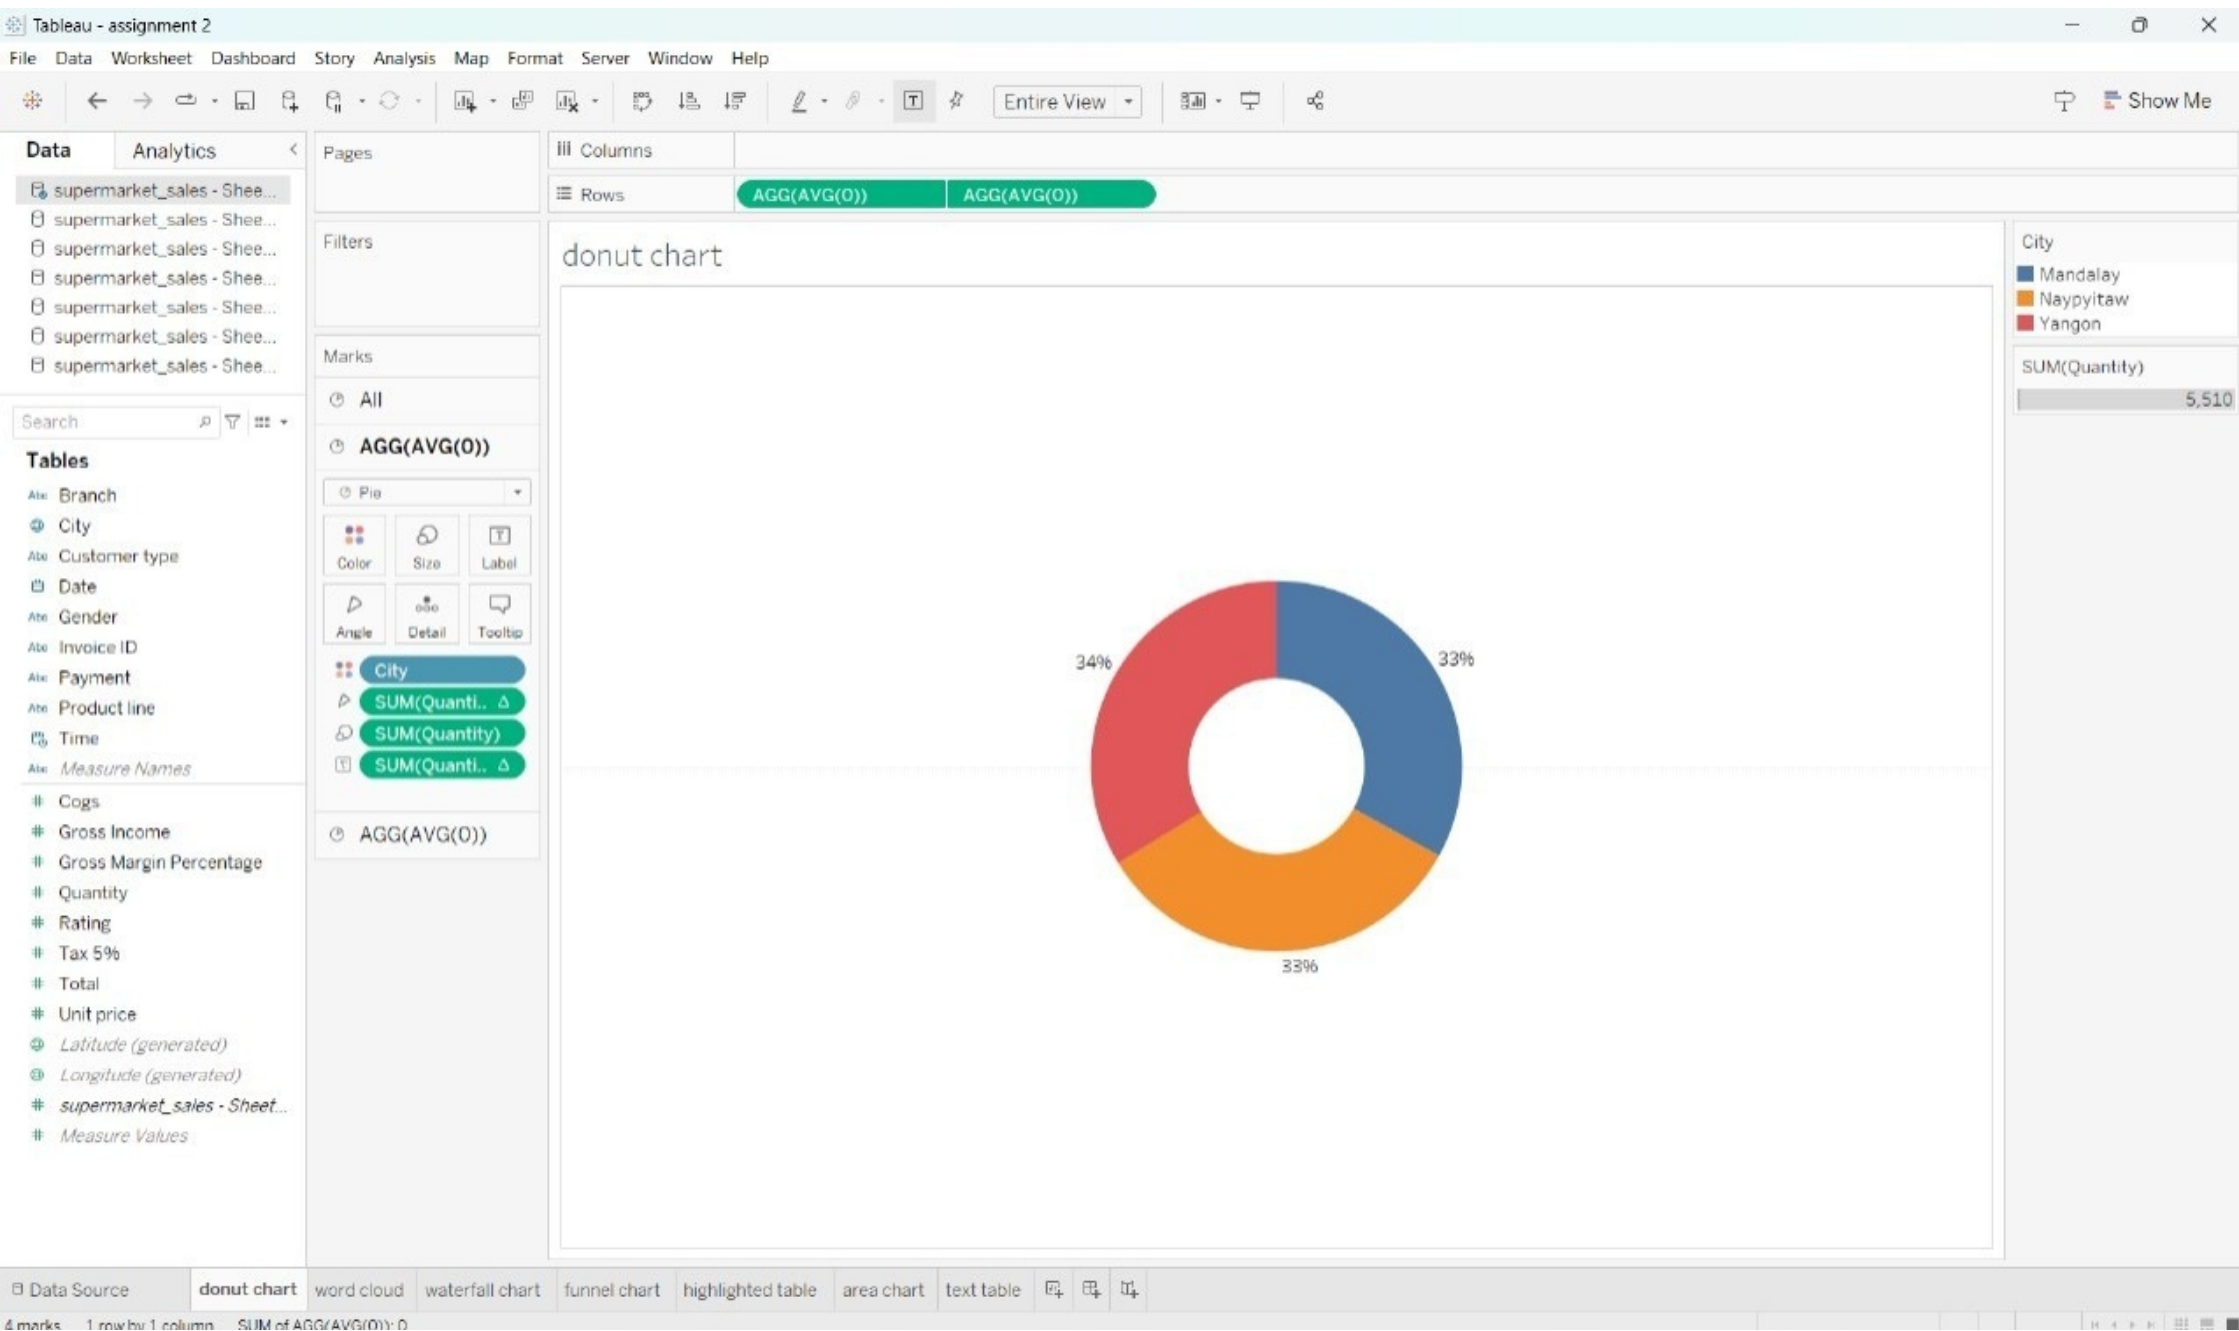 Tableau - assignment 2
File Data Worksheet Dashboard Story Analysis Map Format Server Window Help
Entire View
Show Me
Data Analytics
supermarket_sales - Shee...
supermarket_sales - Shee...
supermarket_sales - Shee...
supermarket_sales - Shee...
supermarket_sales - Shee...
supermarket_sales - Shee...
supermarket_sales - Shee...
Search
Tables
Abc Branch
City
Abc Customer type
Date
Abc Gender
Abc Invoice ID
Abc Payment
Abc Product line
Time
Abc Measure Names
# Cogs
# Gross Income
# Gross Margin Percentage
# Quantity
# Rating
# Tax 5%
# Total
# Unit price
Latitude (generated)
Longitude (generated)
# supermarket_sales - Sheet...
# Measure Values
Pages
Filters
Marks
All
AGG(AVG(0))
Pie
Color Size Label
Angle Detail Tooltip
City
SUM(Quanti.. Δ
SUM(Quantity)
SUM(Quanti.. Δ
AGG(AVG(0))
Columns
Rows AGG(AVG(0)) AGG(AVG(0))
donut chart
34%
33%
33%
City
Mandalay
Naypyitaw
Yangon
SUM(Quantity)
5,510
Data Source donut chart word cloud waterfall chart funnel chart highlighted table area chart text table
4 marks 1 row by 1 column SUM of AGG(AVG(0)): 0